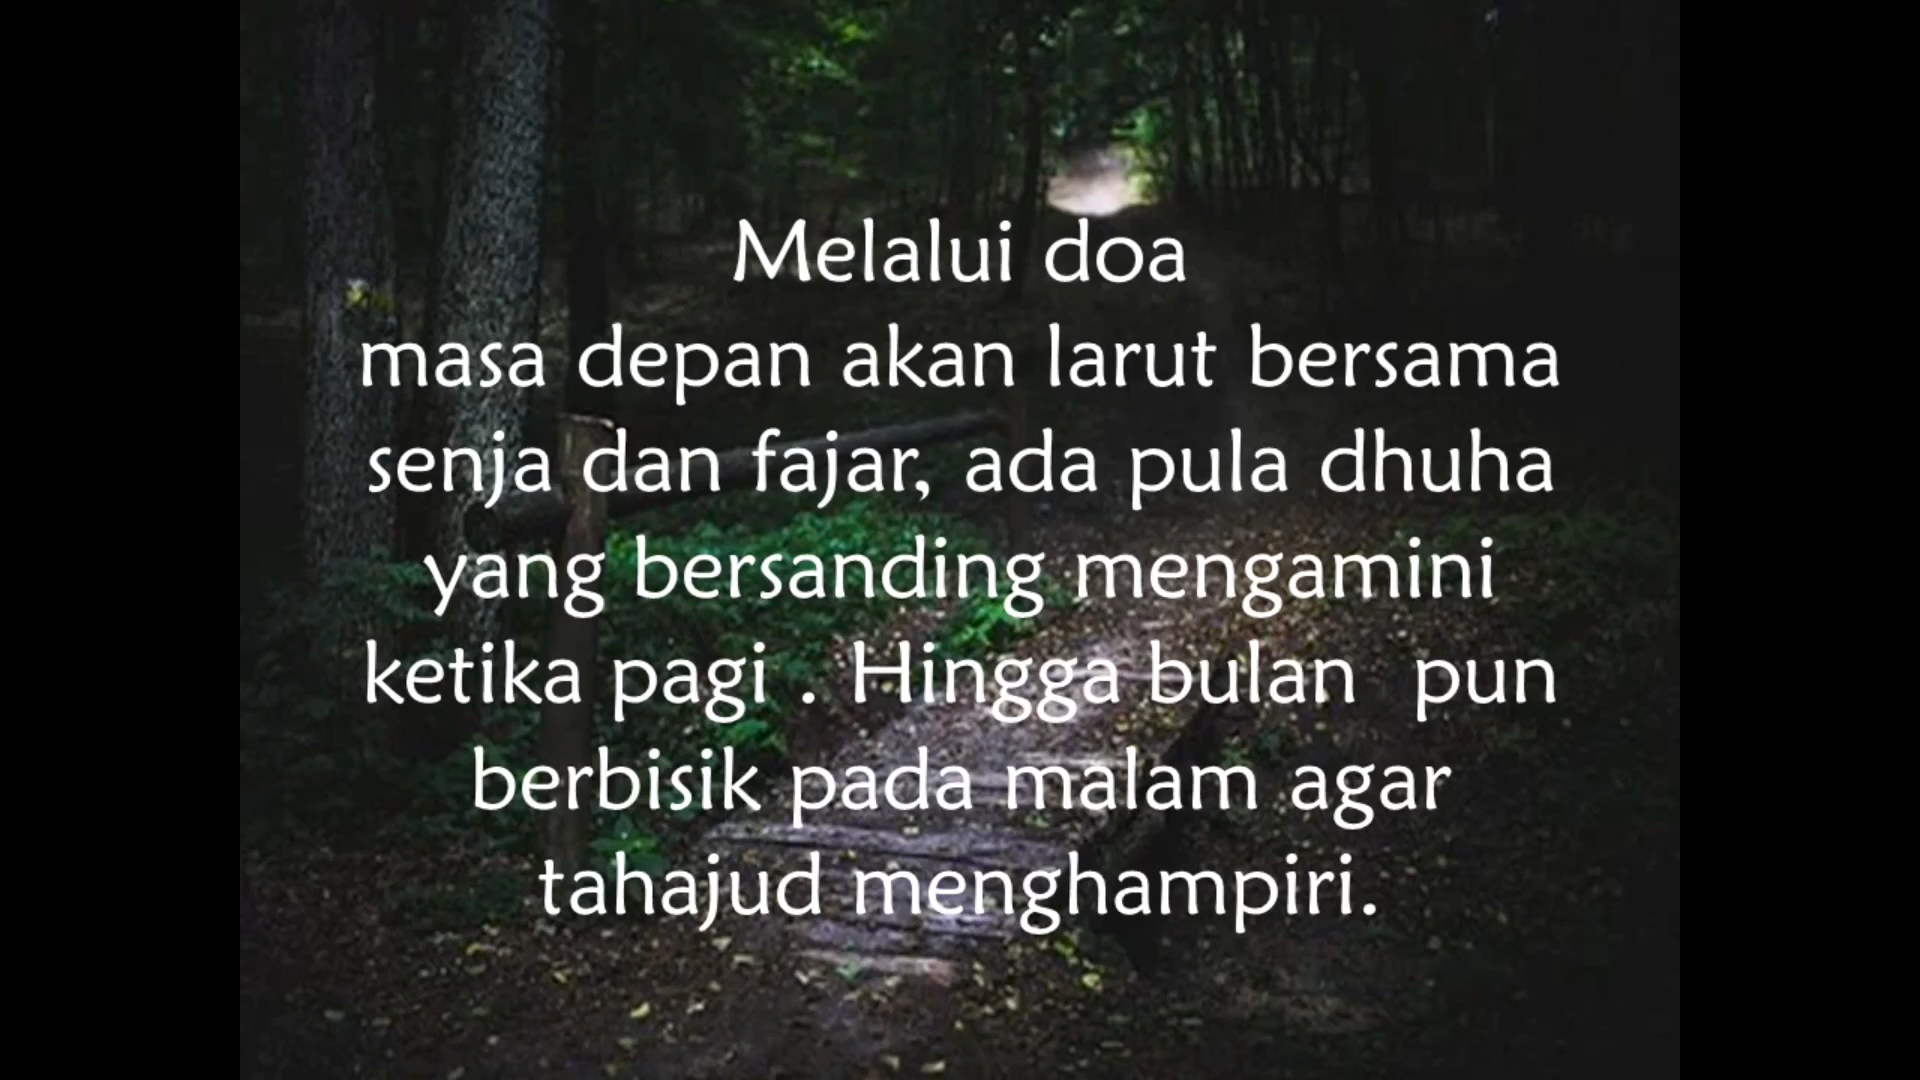 Melalui doa
masa depan akan larut bersama
senja dan fajar, ada pula dhuha
yang bersanding mengamini
ketika pagi . Hingga bulan  pun
berbisik pada malam agar
tahajud menghampiri.